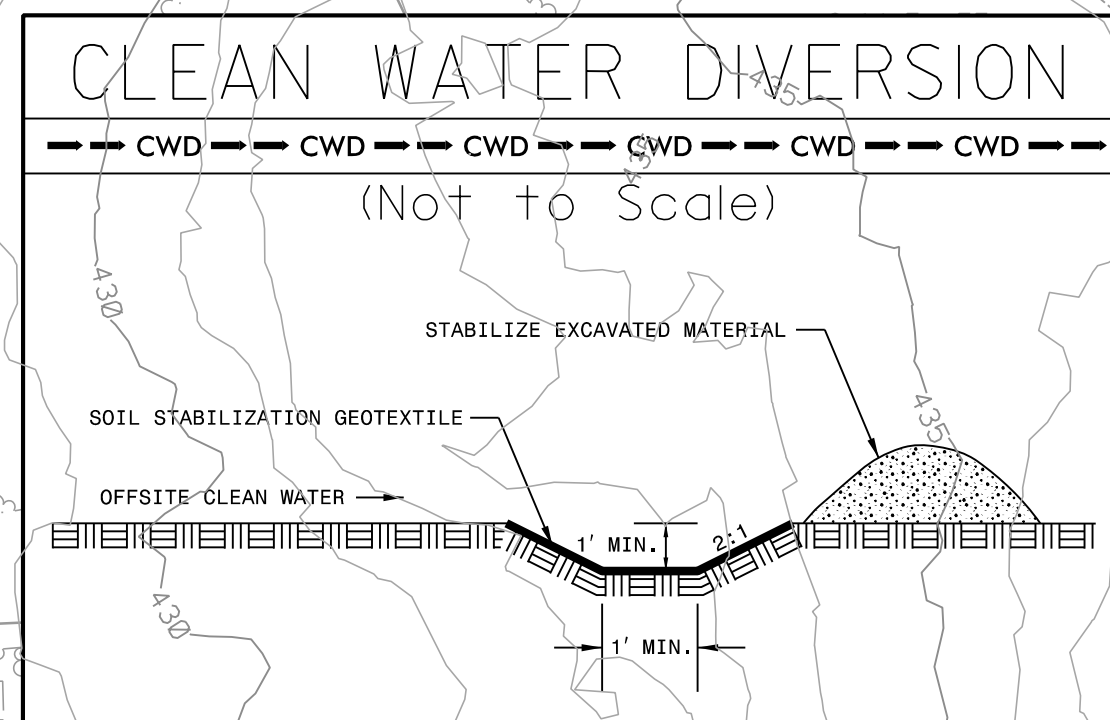 CLEAN WATER DIVERSION
CWD CWD CWD CWD CWD CWD
(Not to Scale)
435
435
430
STABILIZE EXCAVATED MATERIAL
435
SOIL STABILIZATION GEOTEXTILE
OFFSITE CLEAN WATER
1' MIN.
2:1
430
1' MIN.